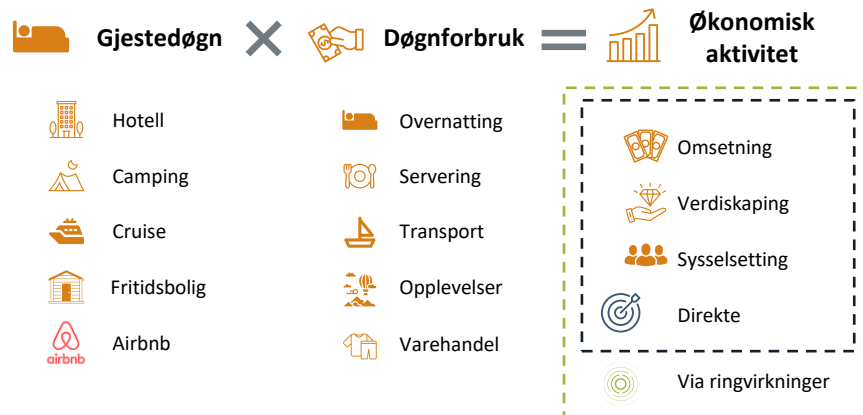 Gjestedøgn
Døgnforbruk
Økonomisk
aktivitet
Hotell
Camping
Cruise
Fritidsbolig
airbnb
Airbnb
Overnatting
Servering
Transport
Opplevelser
Varehandel
Omsetning
Verdiskaping
Sysselsetting
Direkte
Via ringvirkninger